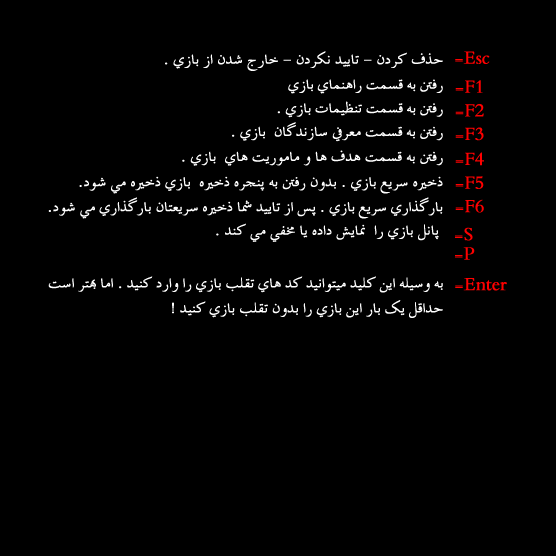 Esc= حذف کردن – تاييد نکردن – خارج شدن از بازي .
F1= رفتن به قسمت راهنماي بازي
F2= رفتن به قسمت تنظيمات بازي .
F3= رفتن به قسمت معرفي سازندگان بازي .
F4= رفتن به قسمت هدف ها و ماموريت هاي بازي .
F5= ذخيره سريع بازي . بدون رفتن به پنجره ذخيره بازي ذخيره مي شود.
F6= بارگذاري سريع بازي . پس از تاييد شما ذخيره سريعتان بارگذاري مي شود.
S= پانل بازي را نمايش داده يا مخفي مي کند .
P=
Enter= به وسيله اين کليد ميتوانيد کد هاي تقلب بازي را وارد کنيد . اما بهتر است
حداقل يک بار اين بازي را بدون تقلب بازي کنيد !